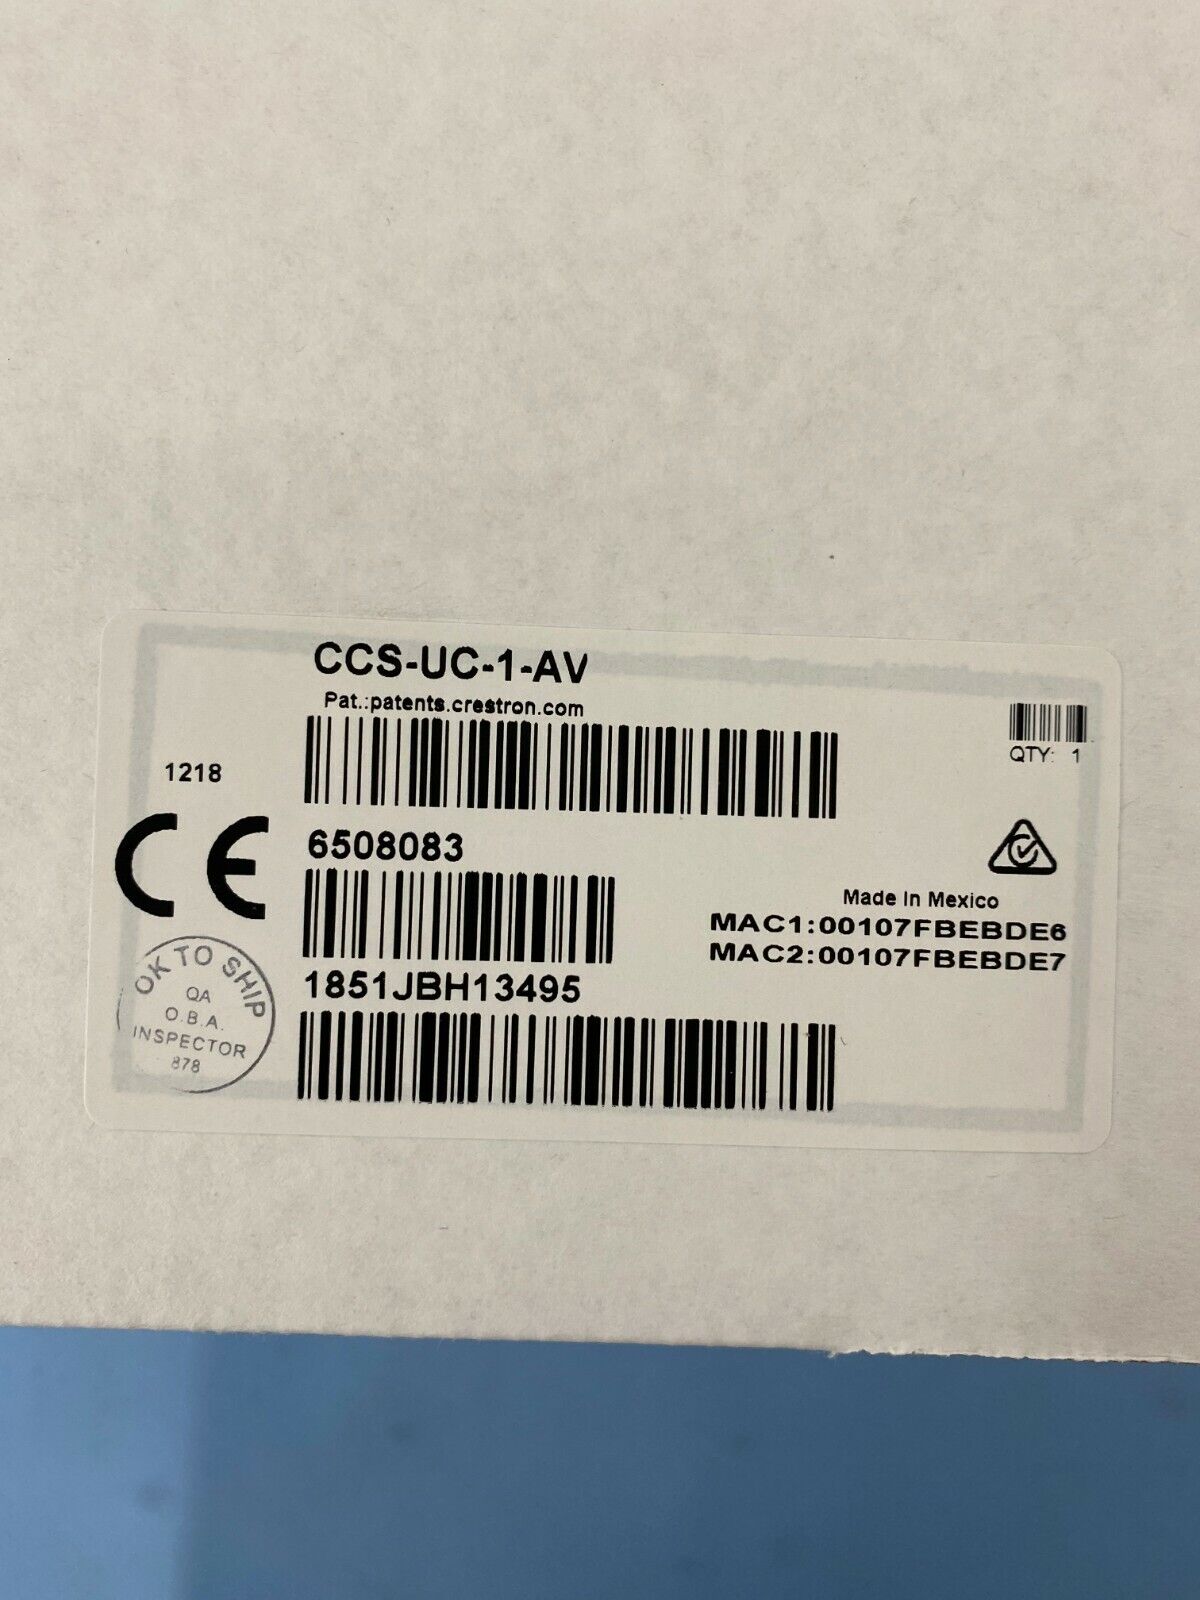 CCS-UC-1-AV
Pat.:patents.crestron.com
QTY: 1
1218
CE
6508083
Made In Mexico
MAC1:00107FBEBDE6
MAC2:00107FBEBDE7
1851JBH13495
OK TO SHIP
QA
O.B.A.
INSPECTOR
878